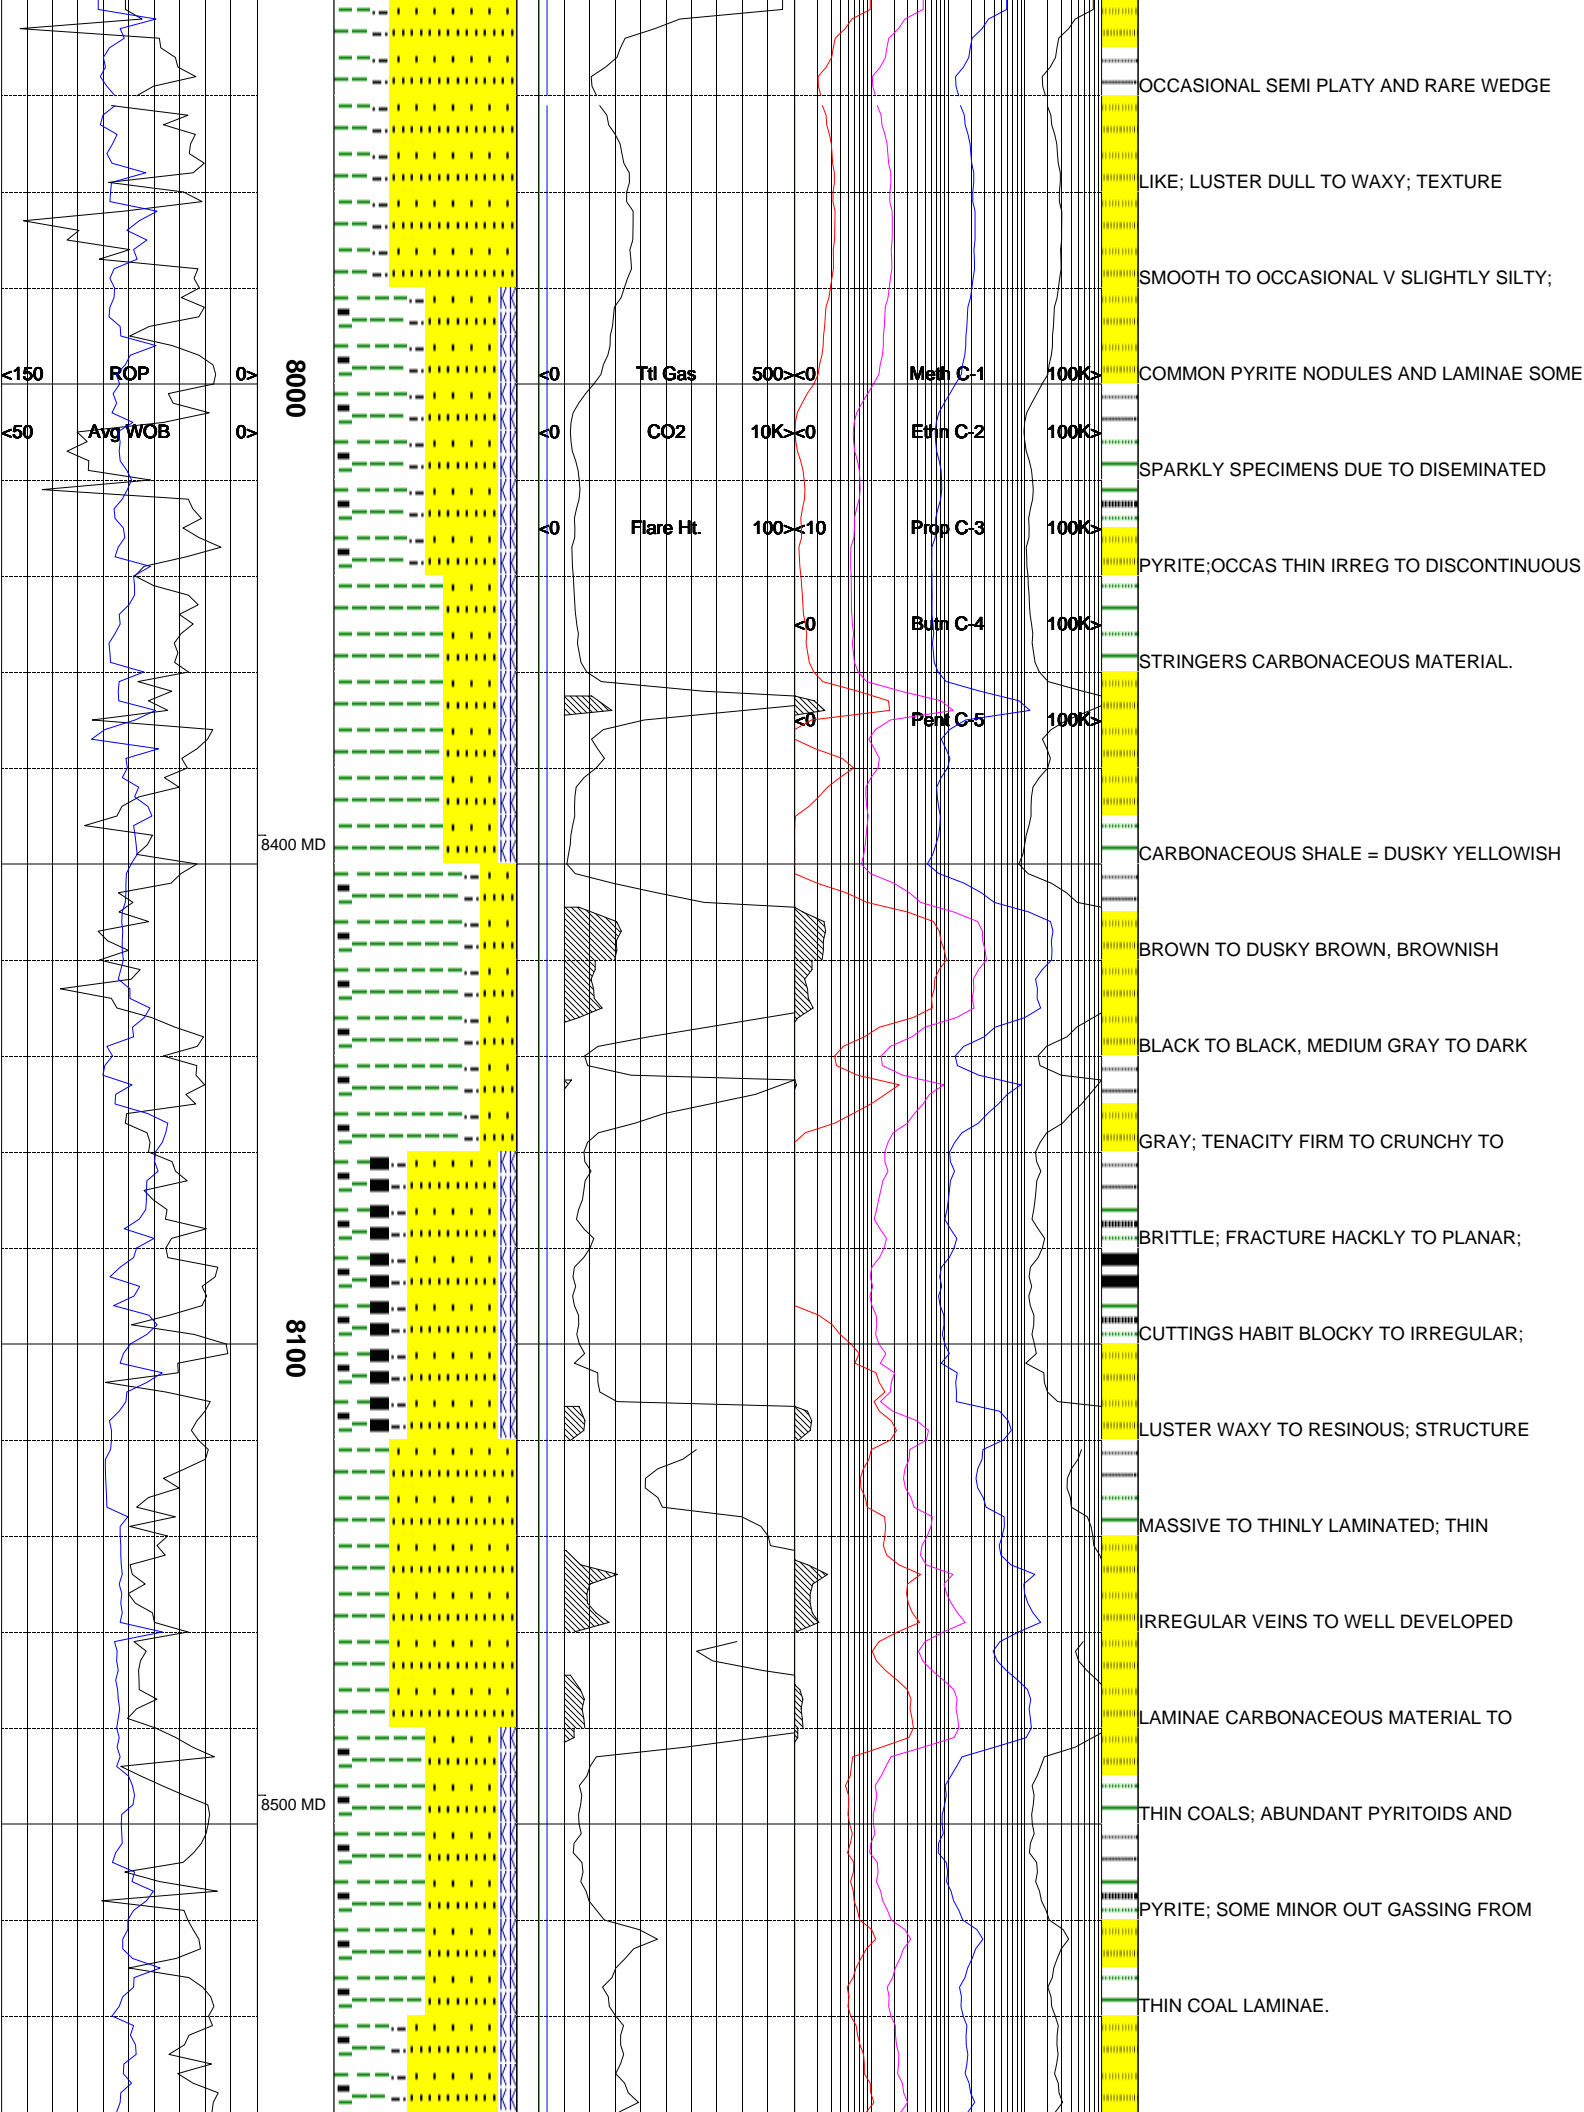 OCCASIONAL SEMI PLATY AND RARE WEDGE
LIKE; LUSTER DULL TO WAXY; TEXTURE
SMOOTH TO OCCASIONAL V SLIGHTLY SILTY;
<150 ROP 0> 8000 <0 Ttl Gas 500> <0 Meth C-1 100K> COMMON PYRITE NODULES AND LAMINAE SOME
<50 Avg WOB 0> <0 CO2 10K> <0 Ethn C-2 100K>
SPARKLY SPECIMENS DUE TO DISEMINATED
<0 Flare Ht. 100> <10 Prop C-3 100K>
PYRITE;OCCAS THIN IRREG TO DISCONTINUOUS
<0 Butn C-4 100K>
STRINGERS CARBONACEOUS MATERIAL.
<0 Pent C-5 100K>
8400 MD CARBONACEOUS SHALE = DUSKY YELLOWISH
BROWN TO DUSKY BROWN, BROWNISH
BLACK TO BLACK, MEDIUM GRAY TO DARK
GRAY; TENACITY FIRM TO CRUNCHY TO
BRITTLE; FRACTURE HACKLY TO PLANAR;
8100 CUTTINGS HABIT BLOCKY TO IRREGULAR;
LUSTER WAXY TO RESINOUS; STRUCTURE
MASSIVE TO THINLY LAMINATED; THIN
IRREGULAR VEINS TO WELL DEVELOPED
LAMINAE CARBONACEOUS MATERIAL TO
8500 MD THIN COALS; ABUNDANT PYRITOIDS AND
PYRITE; SOME MINOR OUT GASSING FROM
THIN COAL LAMINAE.